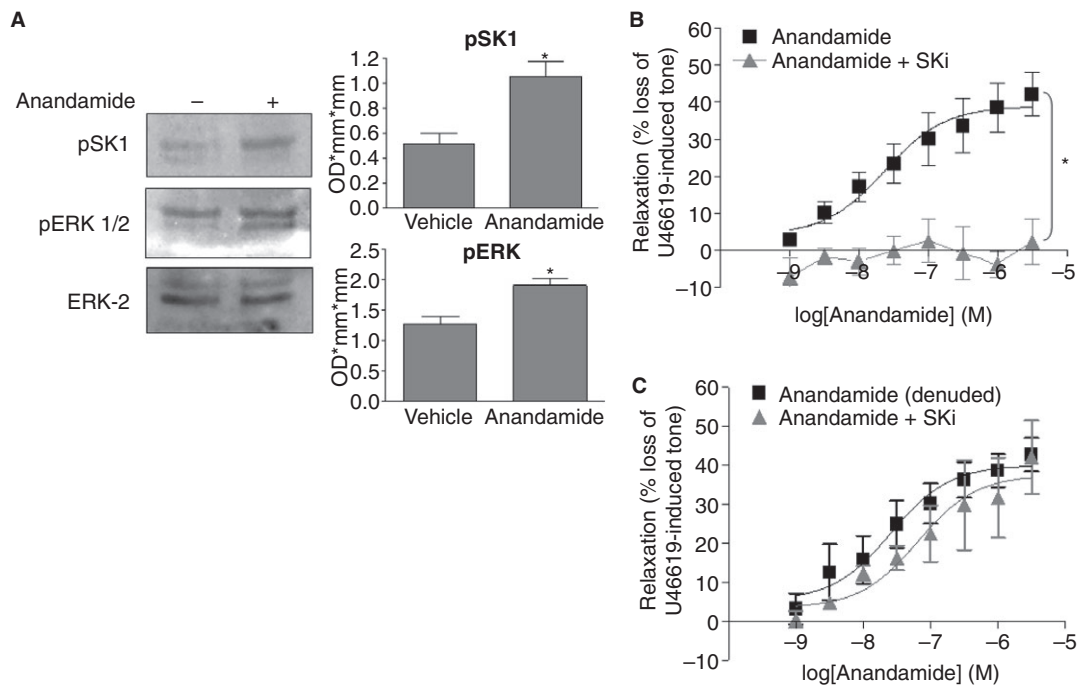 A
Anandamide − +
pSK1
pERK 1/2
ERK-2
pSK1
OD*mm*mm
1.2
1.0
0.8
0.6
0.4
0.2
0.0
*
Vehicle Anandamide
pERK
OD*mm*mm
2.5
2.0
1.5
1.0
0.5
0.0
*
Vehicle Anandamide
B
Relaxation (% loss of
U46619-induced tone)
60
50
40
30
20
10
0
−10
Anandamide
Anandamide + SKi
*
−9 −8 −7 −6 −5
log[Anandamide] (M)
C
Relaxation (% loss of
U46619-induced tone)
60
50
40
30
20
10
0
−10
Anandamide (denuded)
Anandamide + SKi
−9 −8 −7 −6 −5
log[Anandamide] (M)